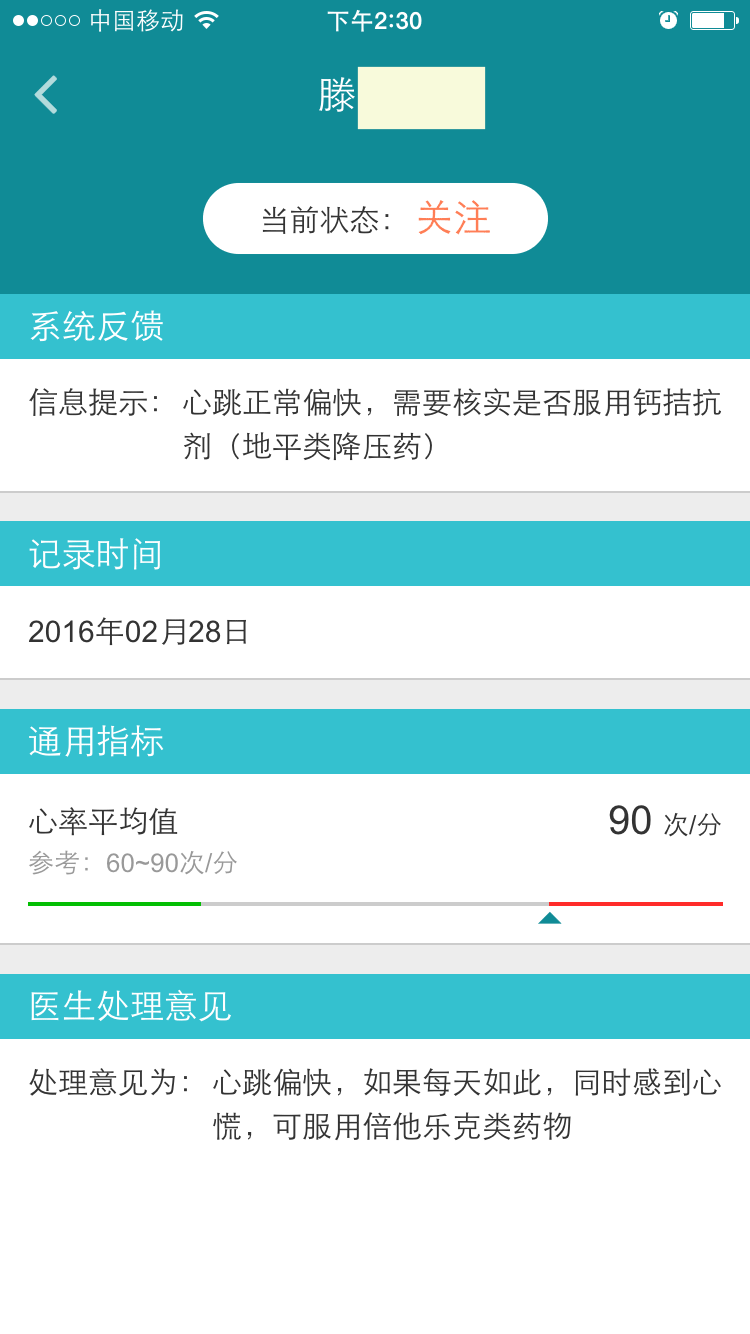 中国移动 下午2:30
滕
当前状态： 关注
系统反馈
信息提示： 心跳正常偏快，需要核实是否服用钙拮抗
剂（地平类降压药）
记录时间
2016年02月28日
通用指标
心率平均值 90 次/分
参考：60~90次/分
医生处理意见
处理意见为： 心跳偏快，如果每天如此，同时感到心
慌，可服用倍他乐克类药物